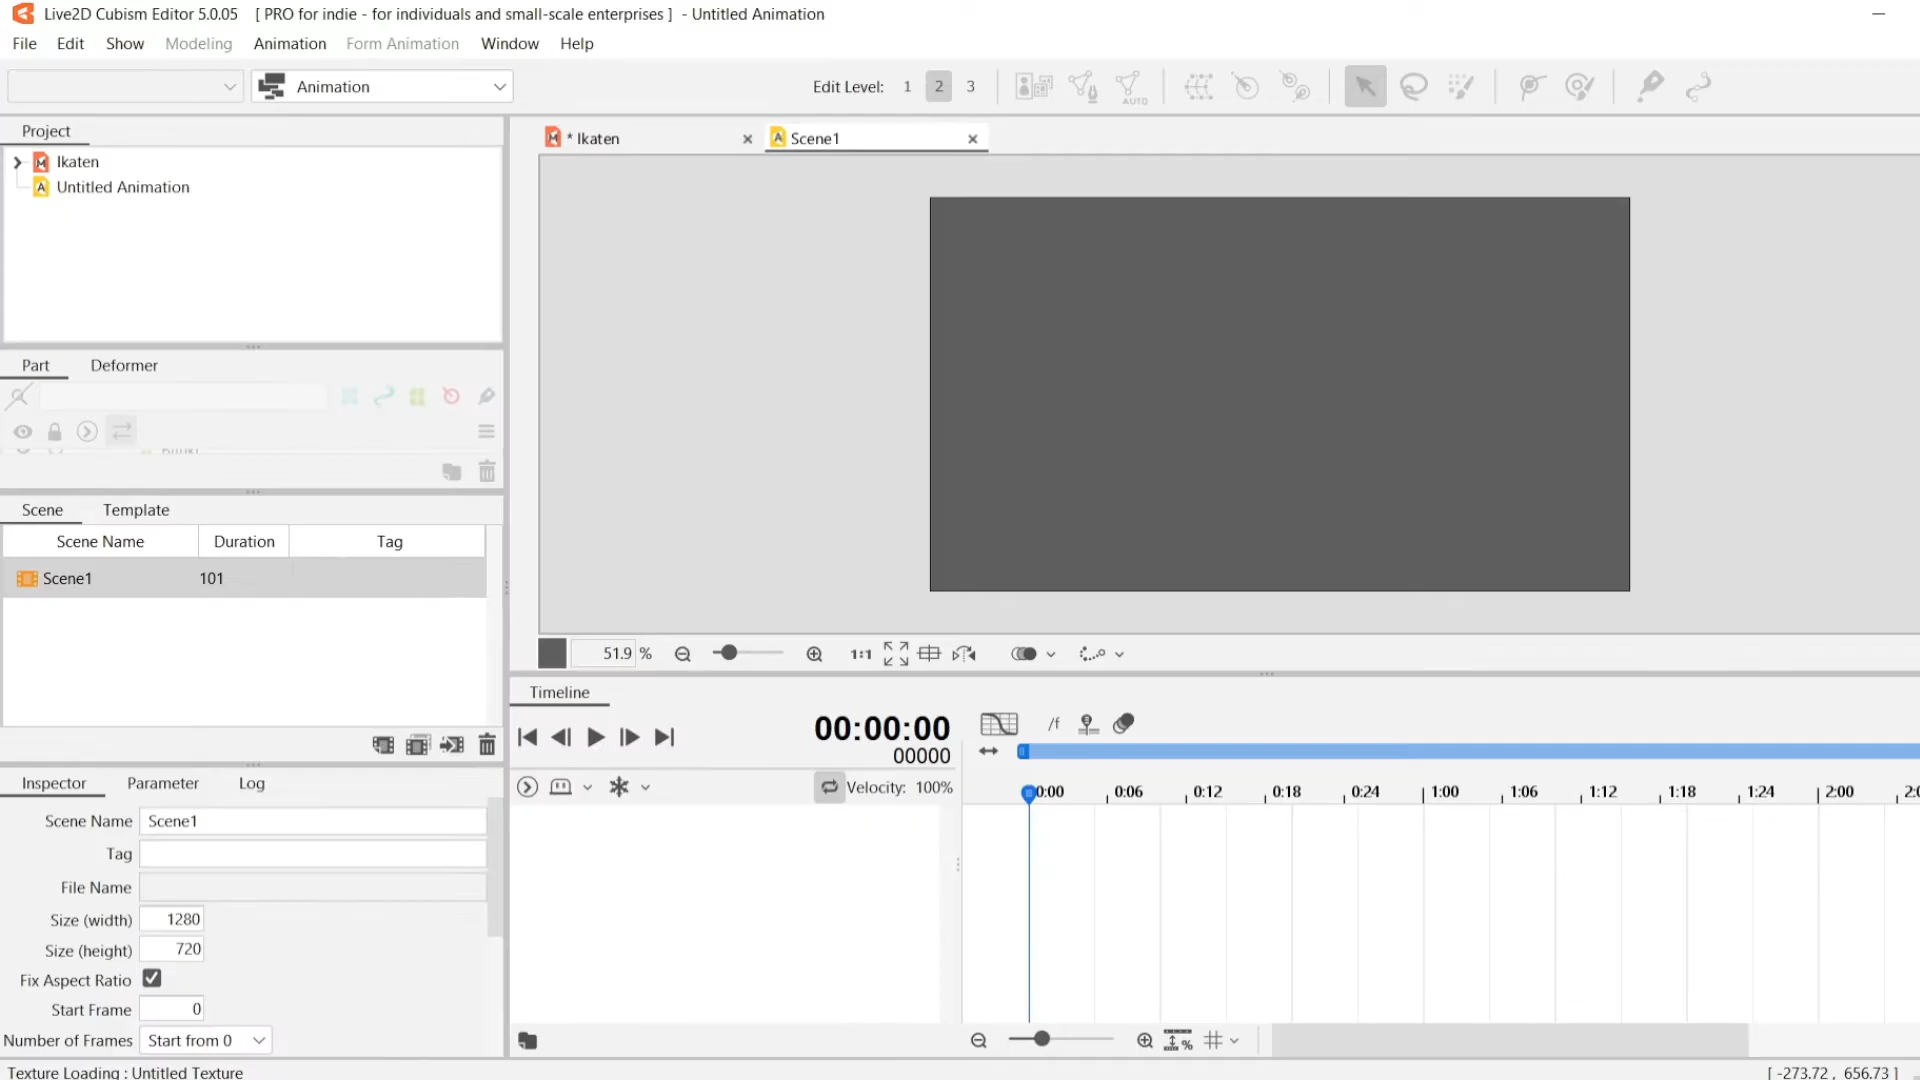 Live2D Cubism Editor 5.0.05 [ PRO for indie - for individuals and small-scale enterprises ] - Untitled Animation
File Edit Show Modeling Animation Form Animation Window Help
Animation
Edit Level: 1 2 3
AUTO
Project
Ikaten
Untitled Animation
* Ikaten
Scene1
Part Deformer
Scene Template
Scene Name Duration Tag
Scene1 101
51.9 %
1:1
Timeline
00:00:00
00000
/f
Velocity: 100%
0:00 0:06 0:12 0:18 0:24 1:00 1:06 1:12 1:18 1:24 2:00
Inspector Parameter Log
Scene Name Scene1
Tag
File Name
Size (width) 1280
Size (height) 720
Fix Aspect Ratio
Start Frame 0
Number of Frames Start from 0
%
Texture Loading : Untitled Texture
[ -273.72 , 656.73 ]